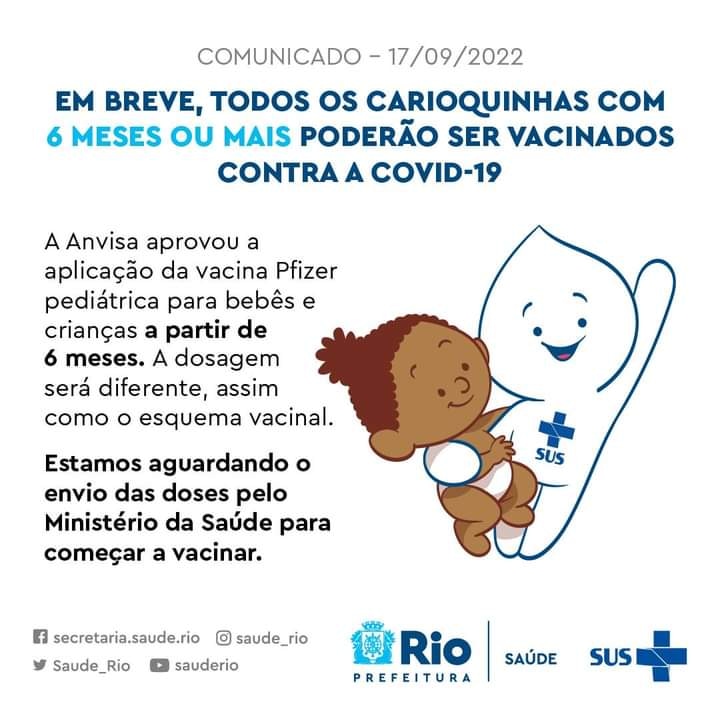 COMUNICADO – 17/09/2022
EM BREVE, TODOS OS CARIOQUINHAS COM
6 MESES OU MAIS PODERÃO SER VACINADOS
CONTRA A COVID-19
A Anvisa aprovou a
aplicação da vacina Pfizer
pediátrica para bebês e
crianças a partir de
6 meses. A dosagem
será diferente, assim
como o esquema vacinal.
Estamos aguardando o
envio das doses pelo
Ministério da Saúde para
começar a vacinar.
SUS
secretaria.saude.rio saude_rio
Saude_Rio sauderio
Rio
PREFEITURA
SAÚDE
SUS